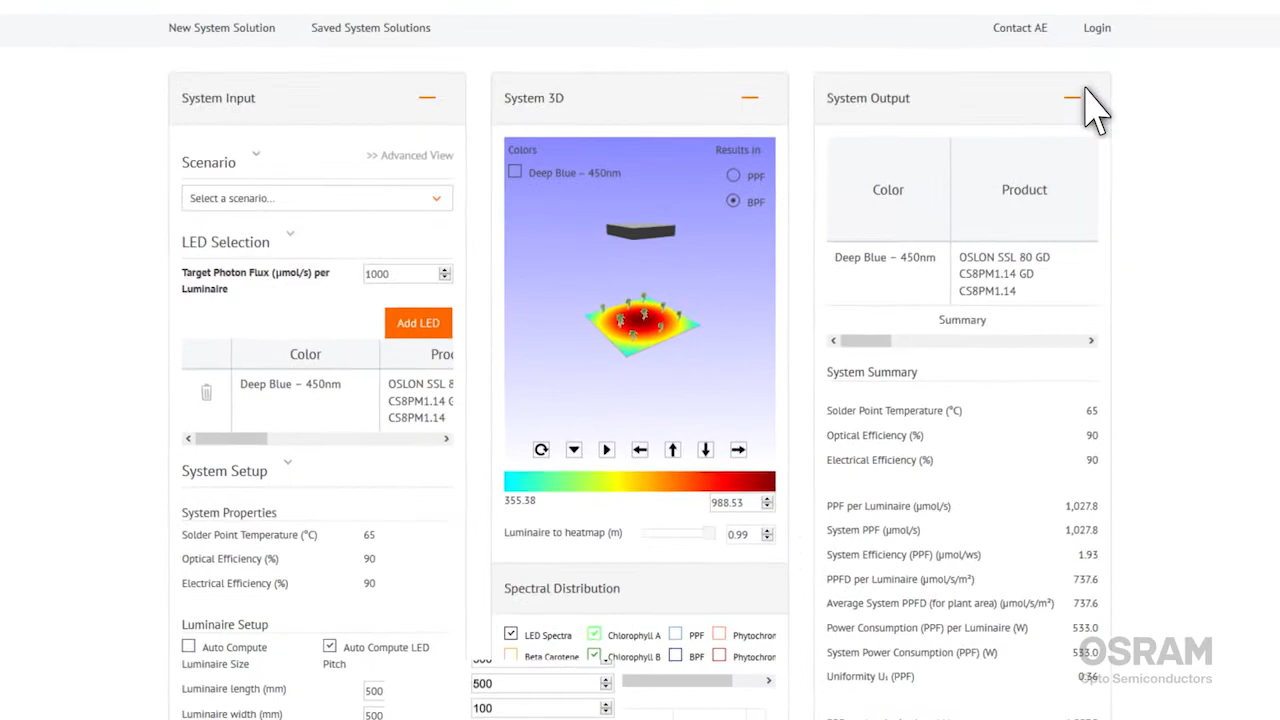 New System Solution
Saved System Solutions
Contact AE
Login
System Input
Scenario
>> Advanced View
Select a scenario...
LED Selection
Target Photon Flux (µmol/s) per
Luminaire
1000
Add LED
Color
Proc
Deep Blue – 450nm
OSLON SSL 8
CS8PM1.14 G
CS8PM1.14
System Setup
System Properties
Solder Point Temperature (°C)
65
Optical Efficiency (%)
90
Electrical Efficiency (%)
90
Luminaire Setup
Auto Compute
Luminaire Size
Auto Compute LED
Pitch
Luminaire length (mm)
500
Luminaire width (mm)
500
System 3D
Colors
Deep Blue – 450nm
Results in
PPF
BPF
355.38
988.53
Luminaire to heatmap (m)
0.99
Spectral Distribution
LED Spectra
Chlorophyll A
PPF
Phytochrom
Beta Carotene
Chlorophyll B
BPF
Phytochrom
500
100
System Output
Color
Product
Deep Blue – 450nm
OSLON SSL 80 GD
CS8PM1.14 GD
CS8PM1.14
Summary
System Summary
Solder Point Temperature (°C)
65
Optical Efficiency (%)
90
Electrical Efficiency (%)
90
PPF per Luminaire (µmol/s)
1,027.8
System PPF (µmol/s)
1,027.8
System Efficiency (PPF) (µmol/ws)
1.93
PPFD per Luminaire (µmol/s/m²)
737.6
Average System PPFD (for plant area) (µmol/s/m²)
737.6
Power Consumption (PPF) per Luminaire (W)
533.0
System Power Consumption (PPF) (W)
533.0
Uniformity U₁ (PPF)
0.36
OSRAM
Opto Semiconductors